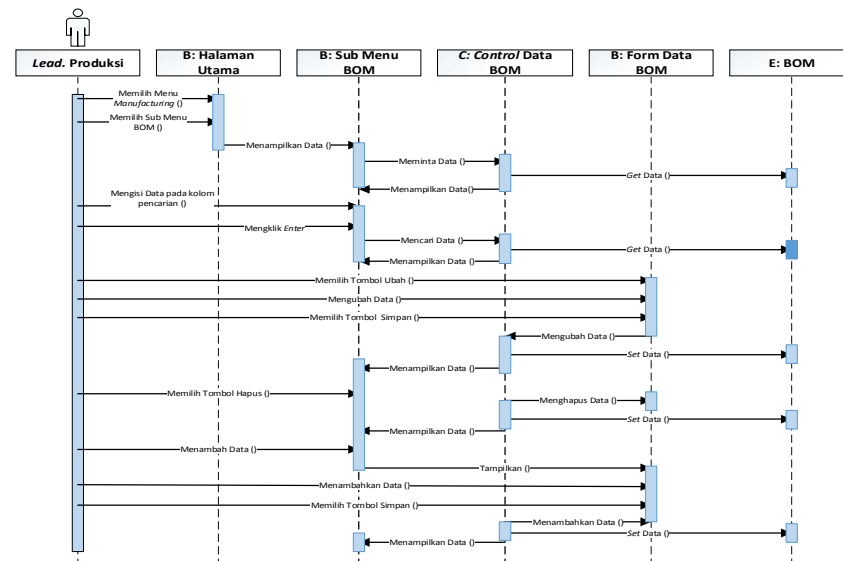 Lead. Produksi
B: Halaman
Utama
B: Sub Menu
BOM
C: Control Data
BOM
B: Form Data
BOM
E: BOM
Memilih Menu
Manufacturing ()
Memilih Sub Menu
BOM ()
Menampilkan Data ()
Meminta Data ()
Get Data ()
Menampilkan Data()
Mengisi Data pada kolom
pencarian ()
Mengklik Enter
Mencari Data ()
Get Data ()
Menampilkan Data ()
Memilih Tombol Ubah ()
Mengubah Data ()
Memilih Tombol Simpan ()
Mengubah Data ()
Set Data ()
Menampilkan Data ()
Memilih Tombol Hapus ()
Menghapus Data ()
Set Data ()
Menampilkan Data ()
Menambah Data ()
Tampilkan ()
Menambahkan Data ()
Memilih Tombol Simpan ()
Menambahkan Data ()
Set Data ()
Menampilkan Data ()